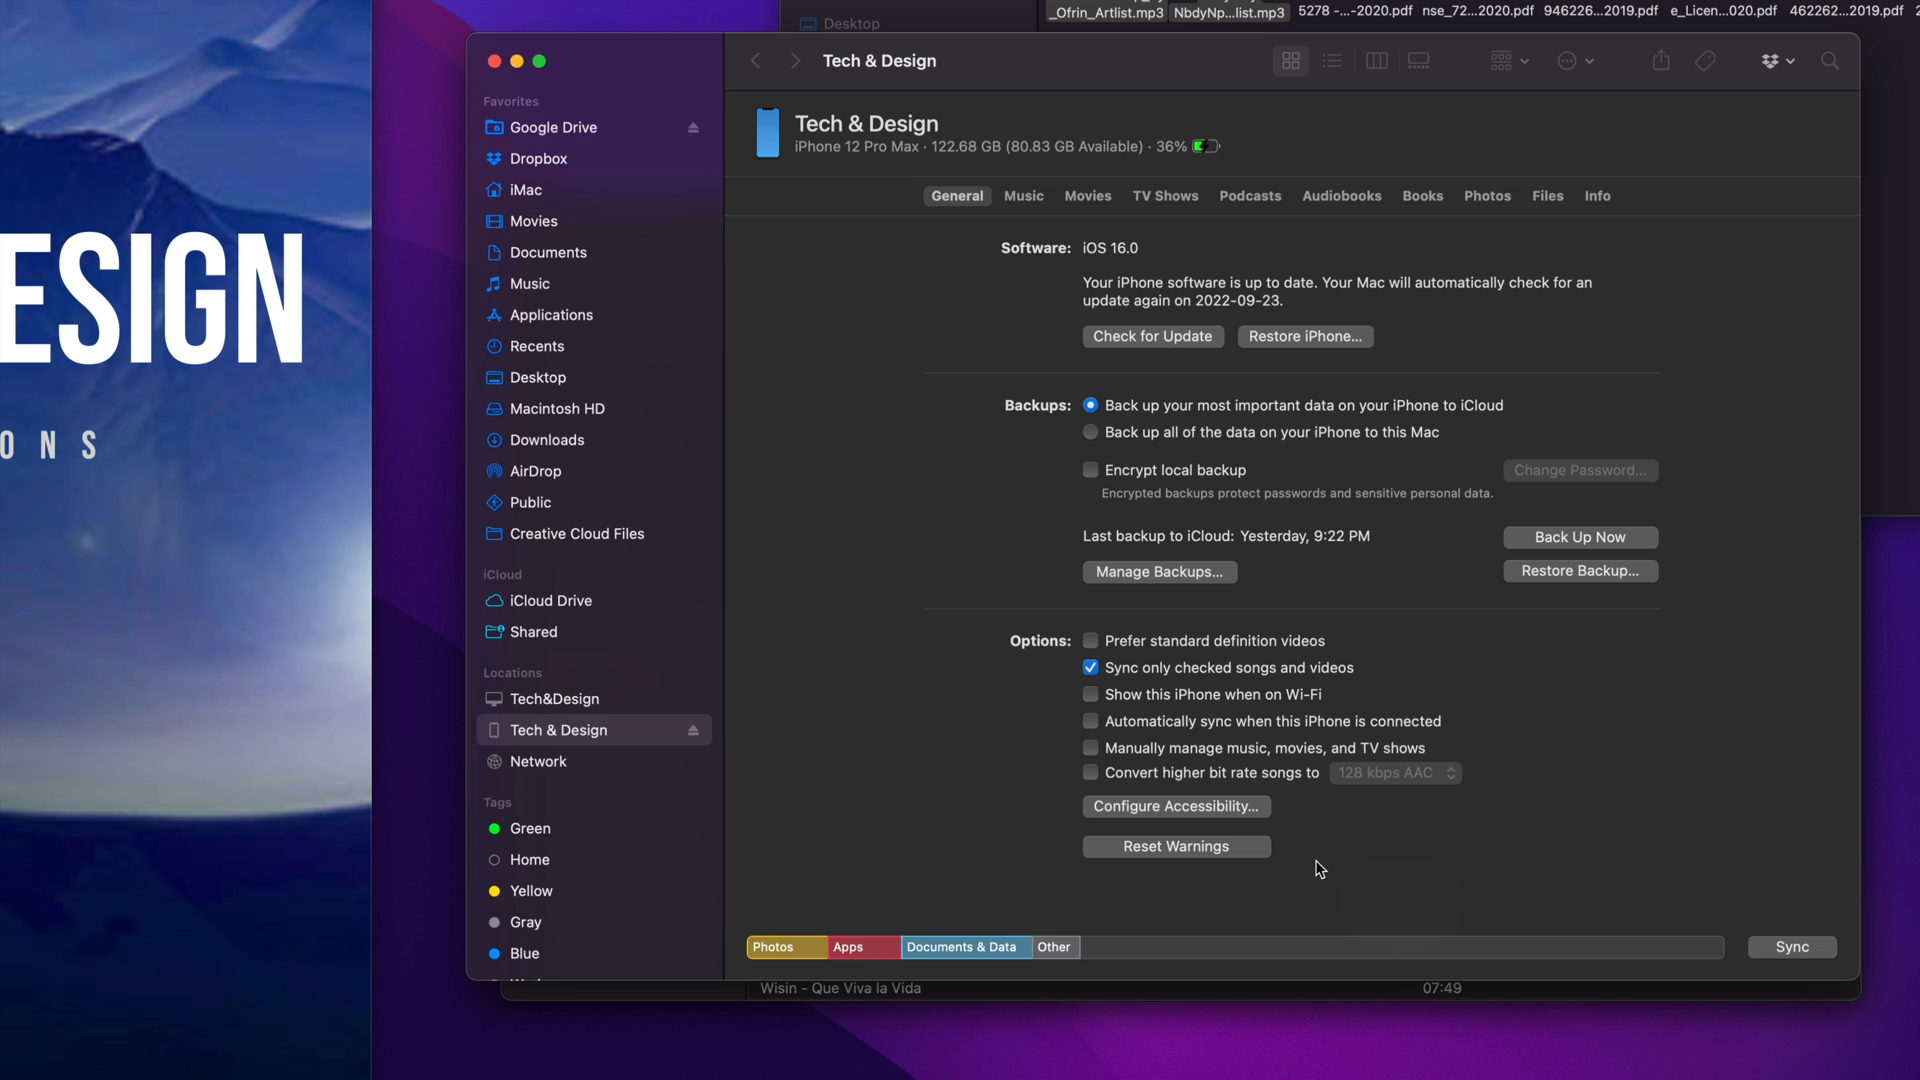 Desktop
_Ofrin_Artlist.mp3 NbdyNp...list.mp3 5278 -...-2020.pdf nse_72...2020.pdf 946226...2019.pdf e_Licen...020.pdf 462262...2019.pdf
ESIGN
ONS
Tech & Design
Favorites
Google Drive
Dropbox
iMac
Movies
Documents
Music
Applications
Recents
Desktop
Macintosh HD
Downloads
AirDrop
Public
Creative Cloud Files
iCloud
iCloud Drive
Shared
Locations
Tech&Design
Tech & Design
Network
Tags
Green
Home
Yellow
Gray
Blue
Tech & Design
iPhone 12 Pro Max · 122.68 GB (80.83 GB Available) · 36%
General Music Movies TV Shows Podcasts Audiobooks Books Photos Files Info
Software: iOS 16.0
Your iPhone software is up to date. Your Mac will automatically check for an
update again on 2022-09-23.
Check for Update Restore iPhone...
Backups: Back up your most important data on your iPhone to iCloud
Back up all of the data on your iPhone to this Mac
Encrypt local backup Change Password...
Encrypted backups protect passwords and sensitive personal data.
Last backup to iCloud: Yesterday, 9:22 PM Back Up Now
Manage Backups... Restore Backup...
Options: Prefer standard definition videos
Sync only checked songs and videos
Show this iPhone when on Wi-Fi
Automatically sync when this iPhone is connected
Manually manage music, movies, and TV shows
Convert higher bit rate songs to 128 kbps AAC
Configure Accessibility...
Reset Warnings
Photos Apps Documents & Data Other Sync
Wisin - Que Viva la Vida 07:49